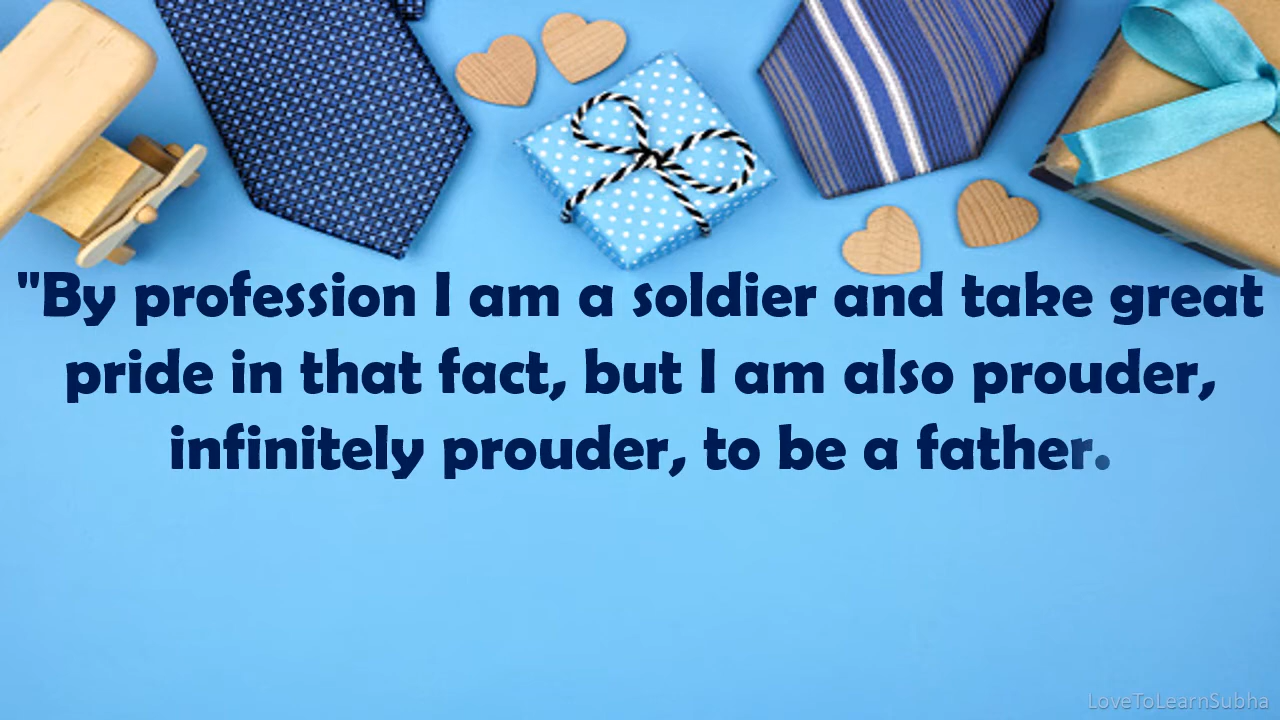 "By profession I am a soldier and take great
pride in that fact, but I am also prouder,
infinitely prouder, to be a father.
LoveToLearnSubha